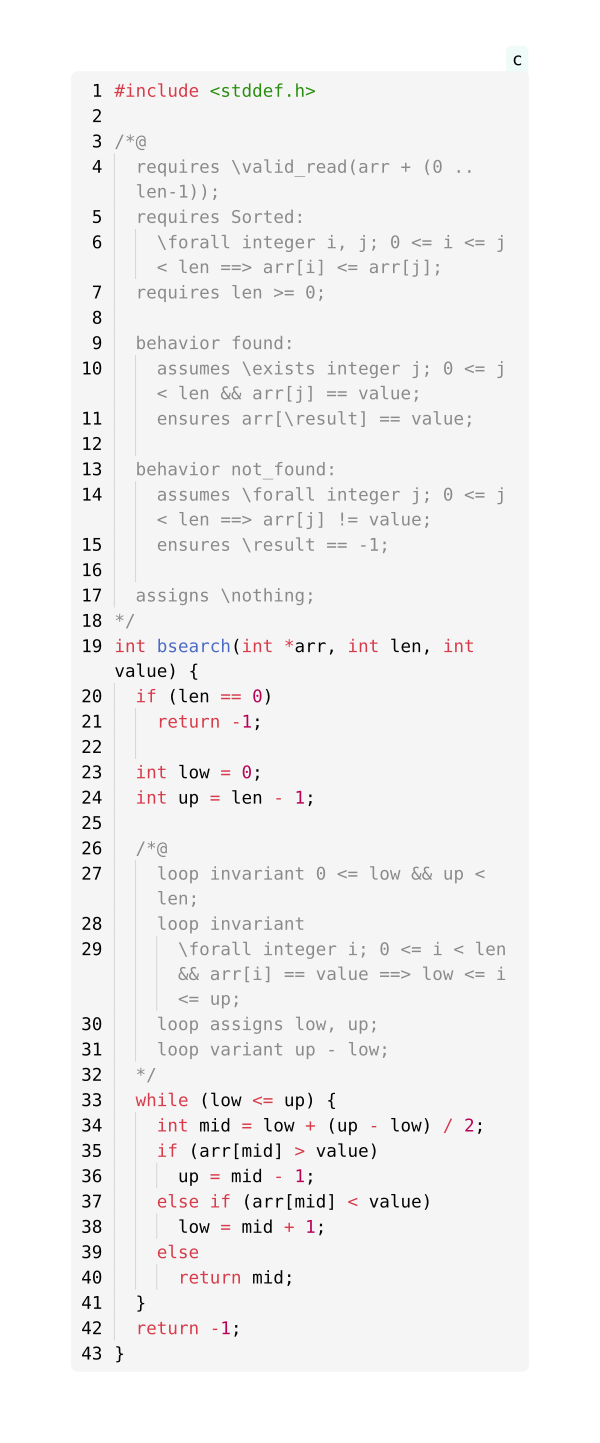 c
1 #include <stddef.h>
2
3 /*@
4 requires \valid_read(arr + (0 ..
len-1));
5 requires Sorted:
6 \forall integer i, j; 0 <= i <= j
< len ==> arr[i] <= arr[j];
7 requires len >= 0;
8
9 behavior found:
10 assumes \exists integer j; 0 <= j
< len && arr[j] == value;
11 ensures arr[\result] == value;
12
13 behavior not_found:
14 assumes \forall integer j; 0 <= j
< len ==> arr[j] != value;
15 ensures \result == -1;
16
17 assigns \nothing;
18 */
19 int bsearch(int *arr, int len, int
value) {
20 if (len == 0)
21 return -1;
22
23 int low = 0;
24 int up = len - 1;
25
26 /*@
27 loop invariant 0 <= low && up <
len;
28 loop invariant
29 \forall integer i; 0 <= i < len
&& arr[i] == value ==> low <= i
<= up;
30 loop assigns low, up;
31 loop variant up - low;
32 */
33 while (low <= up) {
34 int mid = low + (up - low) / 2;
35 if (arr[mid] > value)
36 up = mid - 1;
37 else if (arr[mid] < value)
38 low = mid + 1;
39 else
40 return mid;
41 }
42 return -1;
43 }